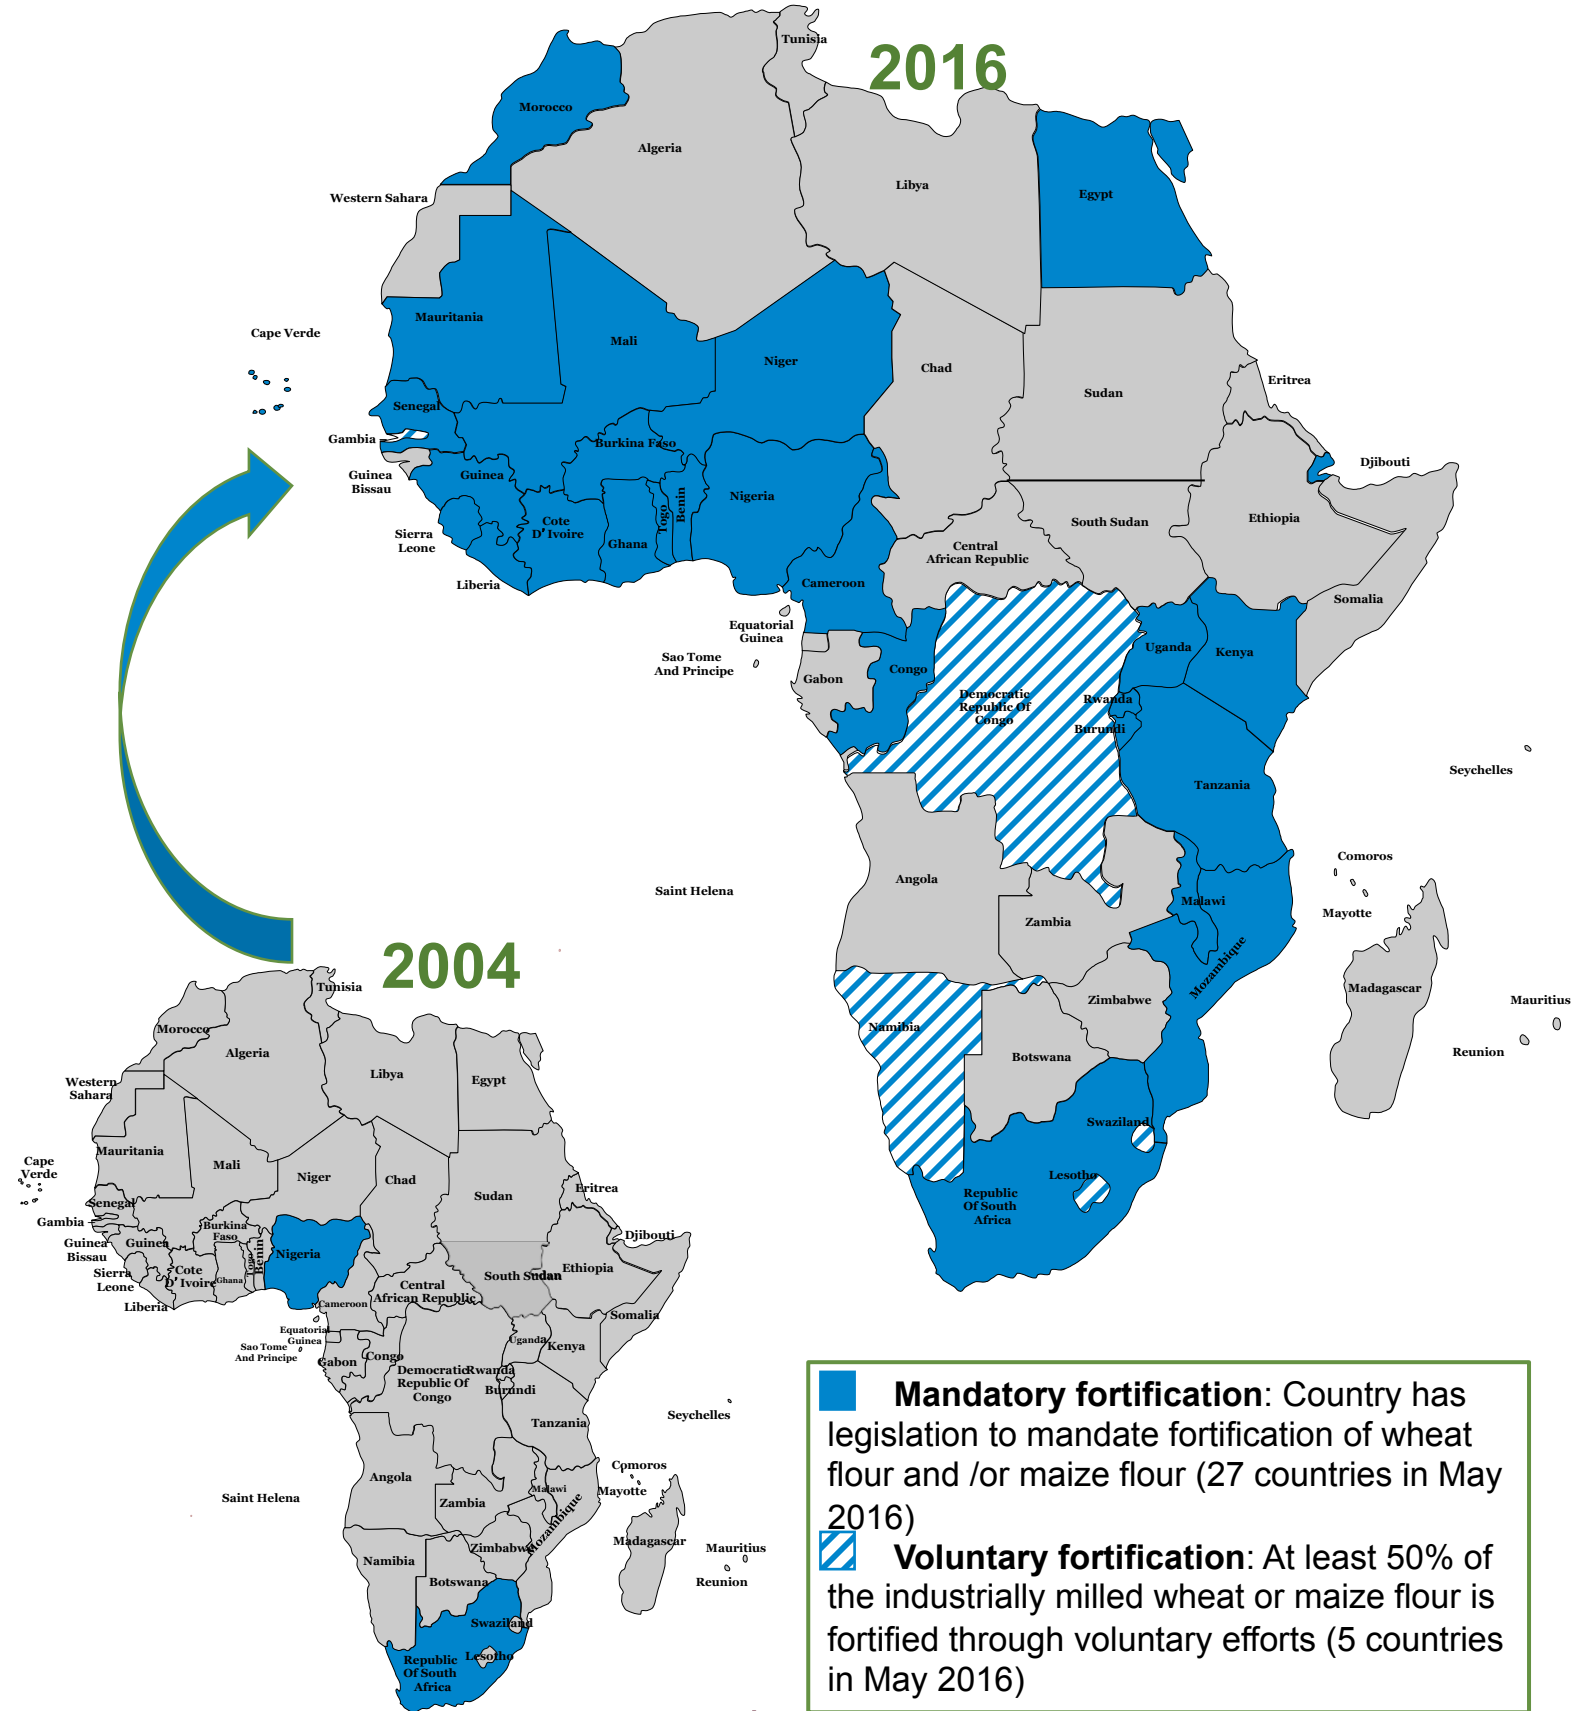 2016
Tunisia
Morocco
Algeria
Libya
Egypt
Western Sahara
Mauritania
Mali
Niger
Chad
Sudan
Eritrea
Cape Verde
Senegal
Gambia
Burkina Faso
Guinea
Bissau
Guinea
Nigeria
Togo
Benin
Djibouti
Cote
D'Ivoire
Ghana
South Sudan
Ethiopia
Sierra
Leone
Central
African Republic
Liberia
Cameroon
Somalia
Equatorial
Guinea
Sao Tome
And Principe
Gabon
Congo
Uganda
Kenya
Democratic
Republic Of
Congo
Rwanda
Burundi
Tanzania
Seychelles
Comoros
Saint Helena
Angola
Malawi
Mayotte
Zambia
Mozambique
Madagascar
Mauritius
Zimbabwe
Namibia
Botswana
Reunion
Swaziland
Lesotho
Republic
Of South
Africa
2004
Tunisia
Morocco
Algeria
Libya
Egypt
Western
Sahara
Mauritania
Mali
Niger
Chad
Sudan
Eritrea
Cape
Verde
Senegal
Gambia
Burkina
Faso
Guinea
Bissau
Guinea
Nigeria
Togo
Benin
Djibouti
Cote
D'Ivoire
Ghana
South Sudan
Ethiopia
Sierra
Leone
Central
African Republic
Liberia
Cameroon
Somalia
Equatorial
Guinea
Sao Tome
And Principe
Gabon
Congo
Uganda
Kenya
Democratic
Republic Of
Congo
Rwanda
Burundi
Tanzania
Seychelles
Comoros
Saint Helena
Angola
Malawi
Mayotte
Zambia
Mozambique
Madagascar
Mauritius
Zimbabwe
Namibia
Botswana
Reunion
Swaziland
Lesotho
Republic
Of South
Africa
Mandatory fortification: Country has
legislation to mandate fortification of wheat
flour and /or maize flour (27 countries in May
2016)
Voluntary fortification: At least 50% of
the industrially milled wheat or maize flour is
fortified through voluntary efforts (5 countries
in May 2016)